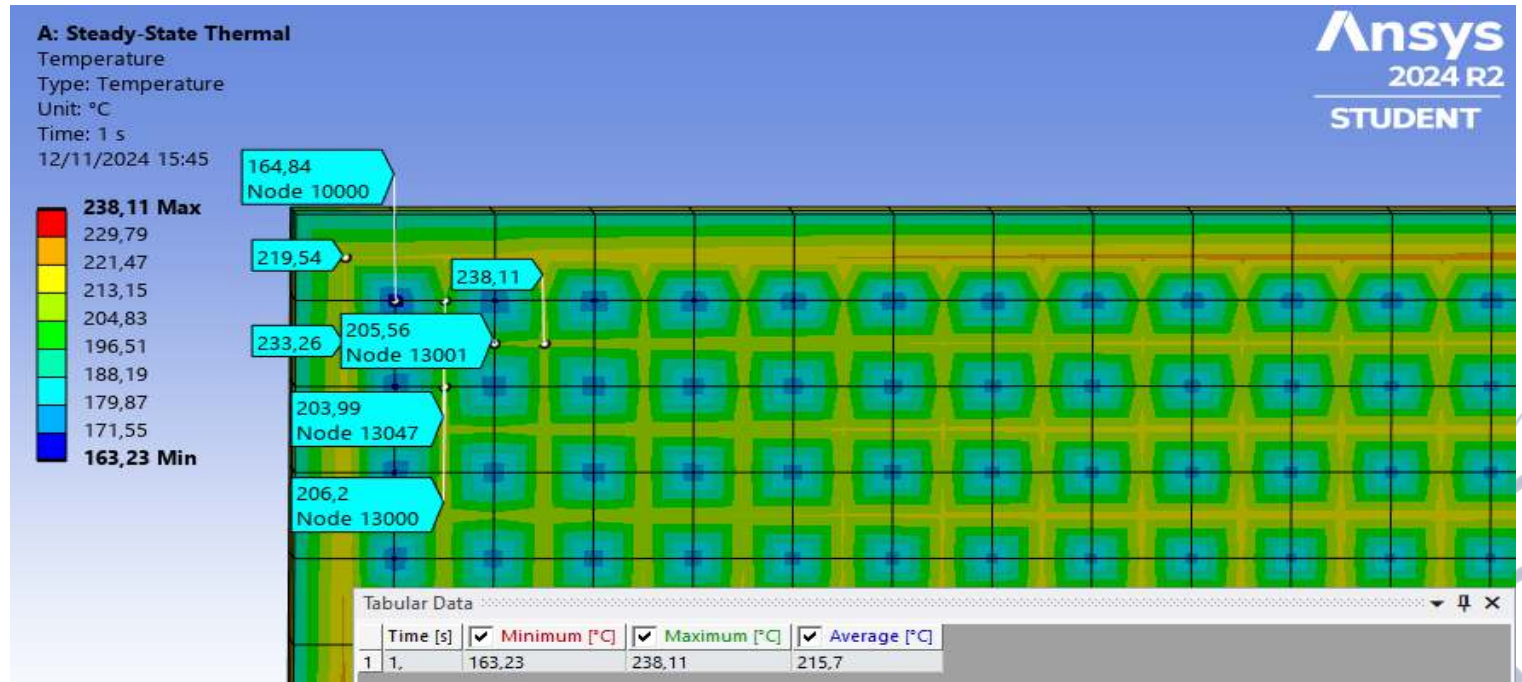 A: Steady-State Thermal
Temperature
Type: Temperature
Unit: °C
Time: 1 s
12/11/2024 15:45
Ansys
2024 R2
STUDENT
238,11 Max
229,79
221,47
213,15
204,83
196,51
188,19
179,87
171,55
163,23 Min
164,84
Node 10000
219,54
238,11
233,26
205,56
Node 13001
203,99
Node 13047
206,2
Node 13000
Tabular Data
Time [s] Minimum [°C] Maximum [°C] Average [°C]
1 1, 163,23 238,11 215,7